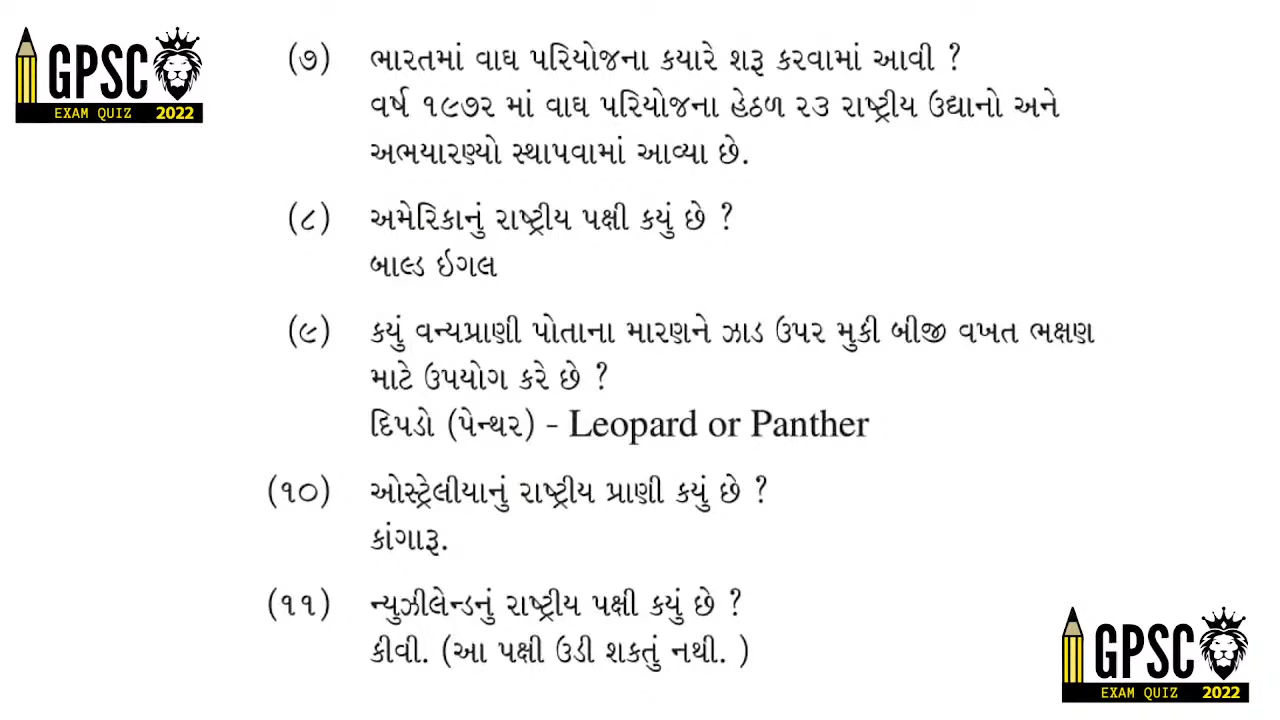 GPSC
EXAM QUIZ 2022
(૭) ભારતમાં વાઘ પરિયોજના કયારે શરૂ કરવામાં આવી ?
વર્ષ ૧૯૭૨ માં વાઘ પરિયોજના હેઠળ ૨૩ રાષ્ટ્રીય ઉદ્યાનો અને
અભયારણ્યો સ્થાપવામાં આવ્યા છે.
(૮) અમેરિકાનું રાષ્ટ્રીય પક્ષી કયું છે ?
બાલ્ડ ઇગલ
(૯) કયું વન્યપ્રાણી પોતાના મારણને ઝાડ ઉપર મુકી બીજી વખત ભક્ષણ
માટે ઉપયોગ કરે છે ?
દિપડો (પેન્થર) - Leopard or Panther
(૧૦) ઓસ્ટ્રેલીયાનું રાષ્ટ્રીય પ્રાણી કયું છે ?
કાંગારૂ.
(૧૧) ન્યુઝીલેન્ડનું રાષ્ટ્રીય પક્ષી કયું છે ?
કીવી. (આ પક્ષી ઉડી શકતું નથી. )
GPSC
EXAM QUIZ 2022